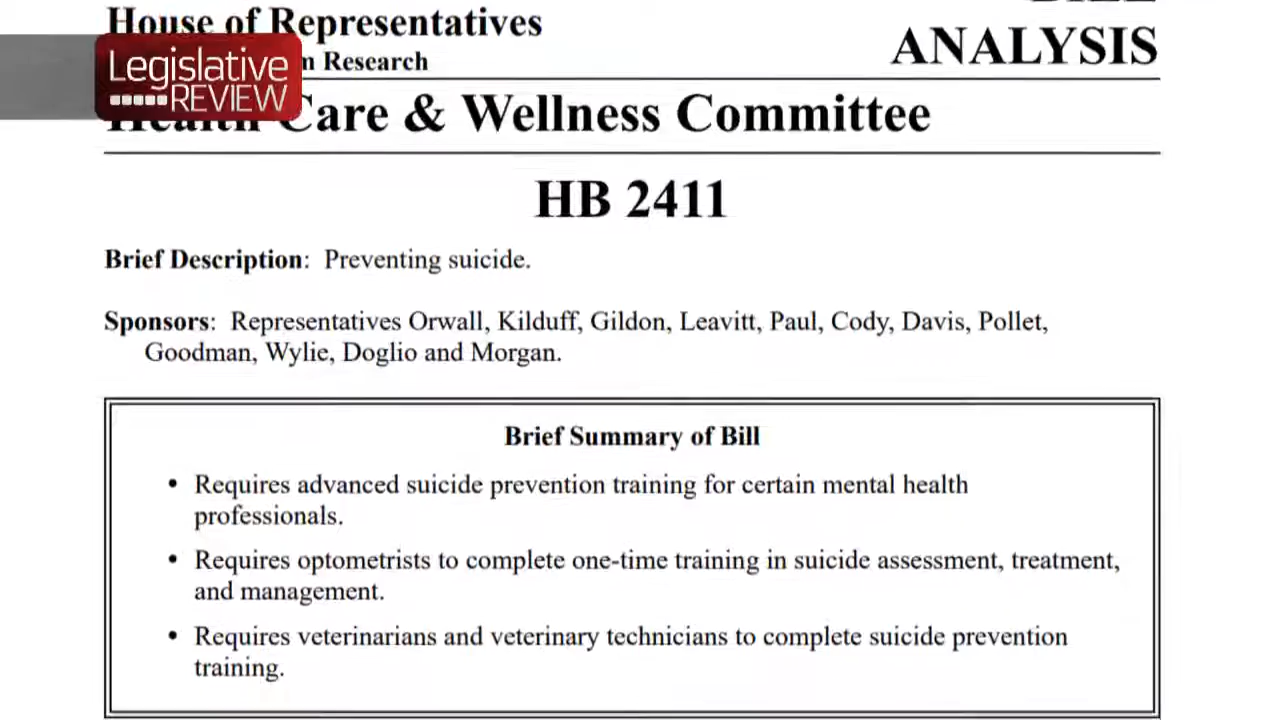 House of Representatives
Research
ANALYSIS
Legislative
REVIEW
Care & Wellness Committee
HB 2411
Brief Description: Preventing suicide.
Sponsors: Representatives Orwall, Kilduff, Gildon, Leavitt, Paul, Cody, Davis, Pollet,
Goodman, Wylie, Doglio and Morgan.
Brief Summary of Bill
• Requires advanced suicide prevention training for certain mental health
professionals.
• Requires optometrists to complete one-time training in suicide assessment, treatment,
and management.
• Requires veterinarians and veterinary technicians to complete suicide prevention
training.